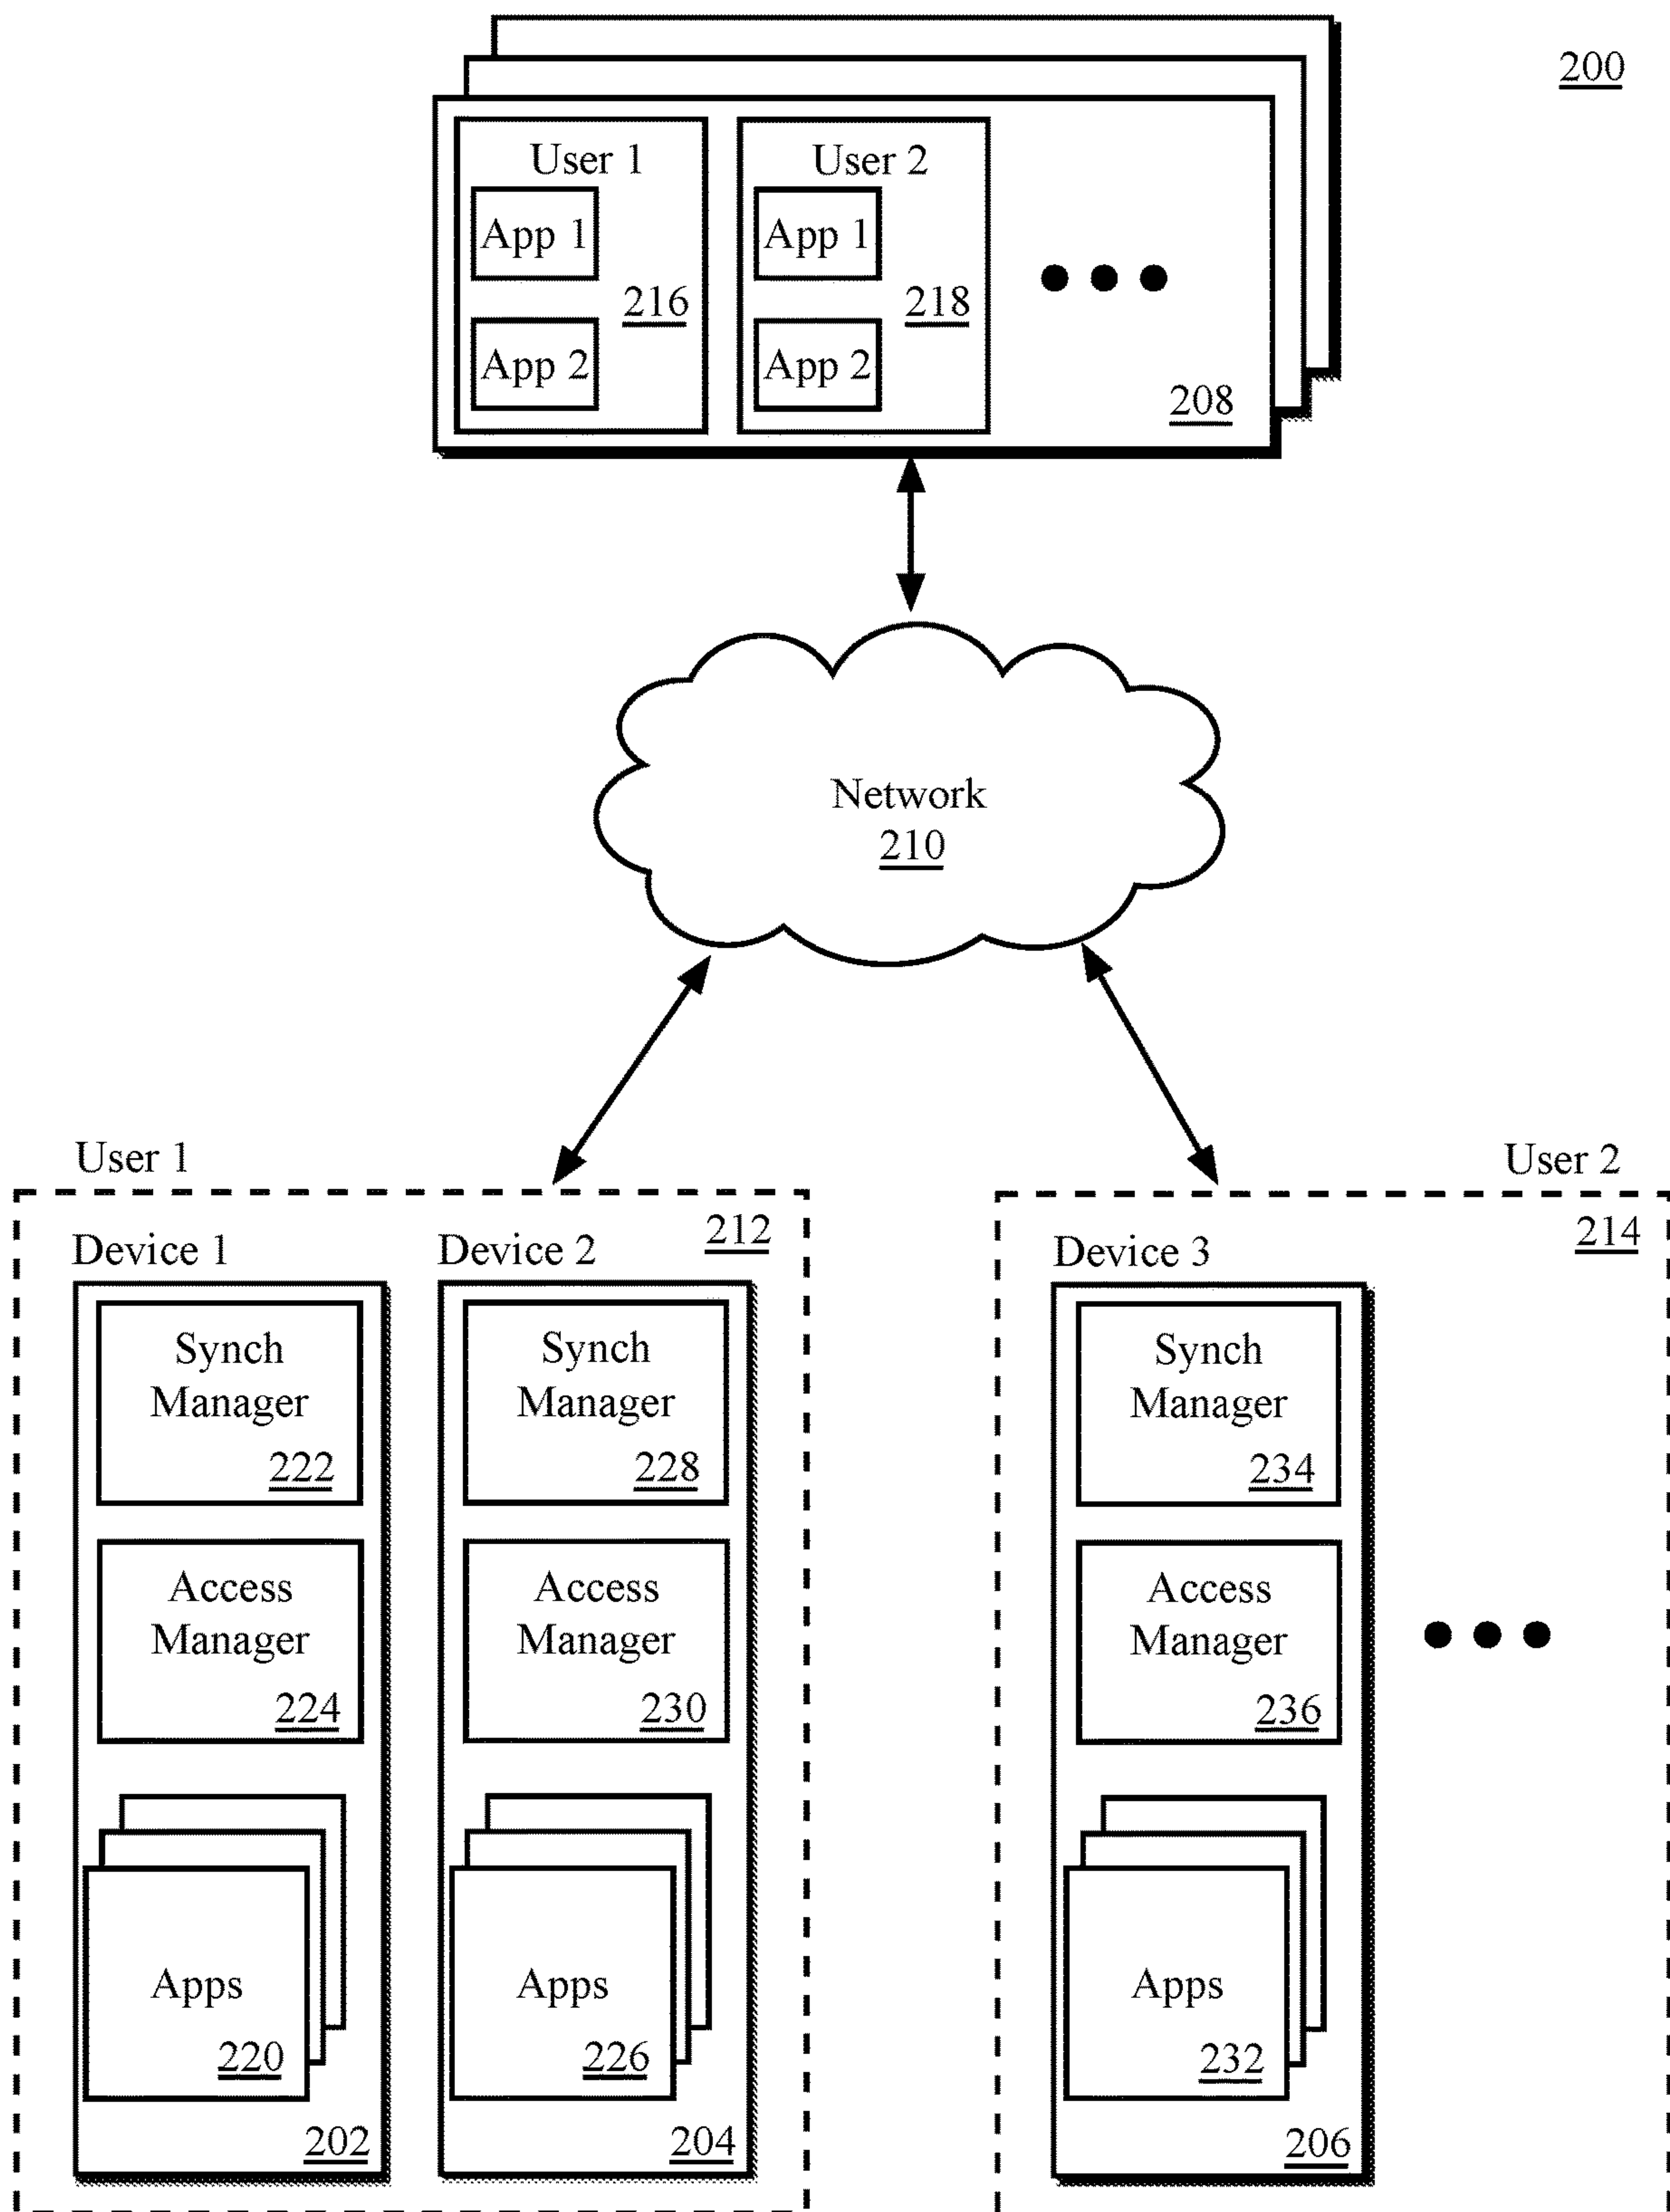 200
User 1
App 1
216
App 2
User 2
App 1
218
App 2
208
Network
210
User 1
212
Device 1
Synch
Manager
222
Access
Manager
224
Apps
220
202
Device 2
Synch
Manager
228
Access
Manager
230
Apps
226
204
User 2
214
Device 3
Synch
Manager
234
Access
Manager
236
Apps
232
206